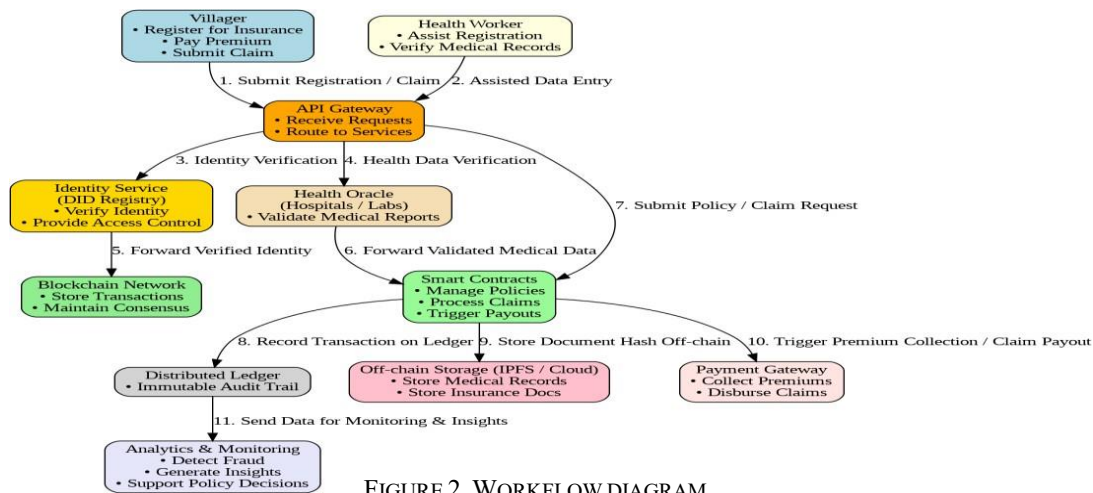 Villager
• Register for Insurance
• Pay Premium
• Submit Claim
Health Worker
• Assist Registration
• Verify Medical Records
1. Submit Registration / Claim
2. Assisted Data Entry
API Gateway
• Receive Requests
• Route to Services
3. Identity Verification
4. Health Data Verification
7. Submit Policy / Claim Request
Identity Service
(DID Registry)
• Verify Identity
• Provide Access Control
Health Oracle
(Hospitals / Labs)
• Validate Medical Reports
5. Forward Verified Identity
6. Forward Validated Medical Data
Blockchain Network
• Store Transactions
• Maintain Consensus
Smart Contracts
• Manage Policies
• Process Claims
• Trigger Payouts
8. Record Transaction on Ledger
9. Store Document Hash Off-chain
10. Trigger Premium Collection / Claim Payout
Distributed Ledger
• Immutable Audit Trail
Off-chain Storage (IPFS / Cloud)
• Store Medical Records
• Store Insurance Docs
Payment Gateway
• Collect Premiums
• Disburse Claims
11. Send Data for Monitoring & Insights
Analytics & Monitoring
• Detect Fraud
• Generate Insights
• Support Policy Decisions
FIGURE 2. WORKFLOW DIAGRAM